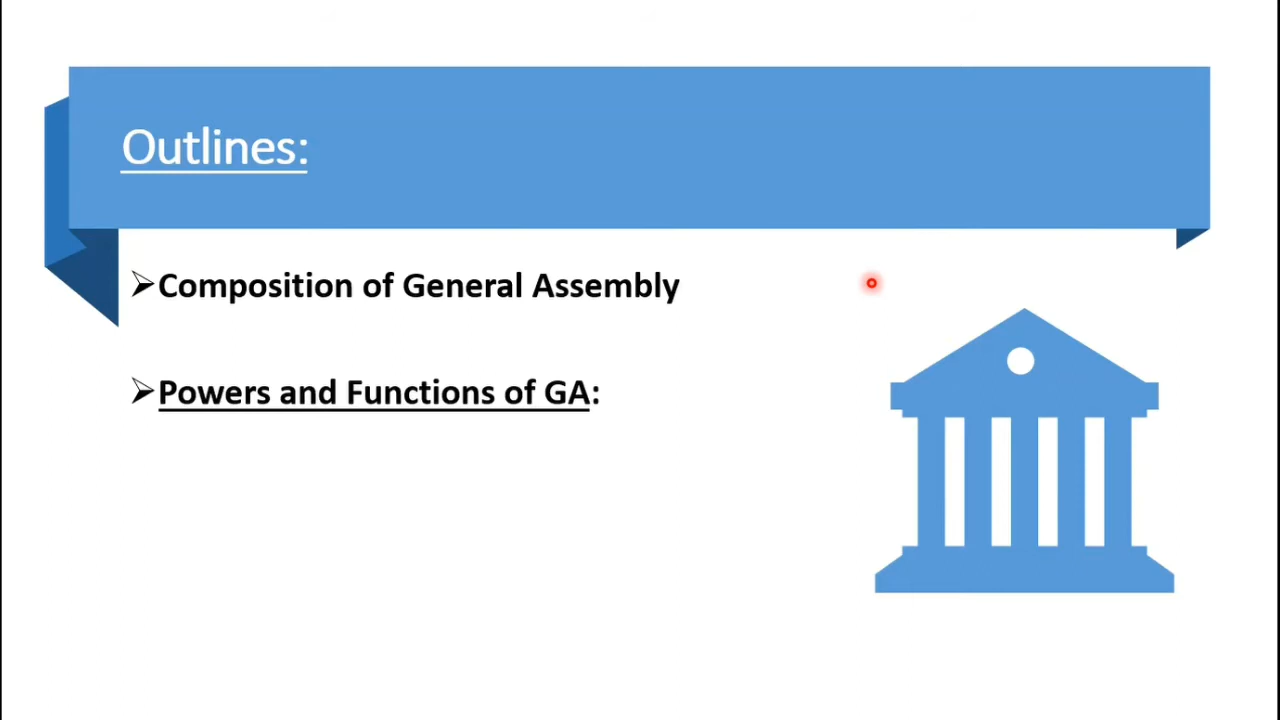 Outlines:
➢Composition of General Assembly
➢Powers and Functions of GA: